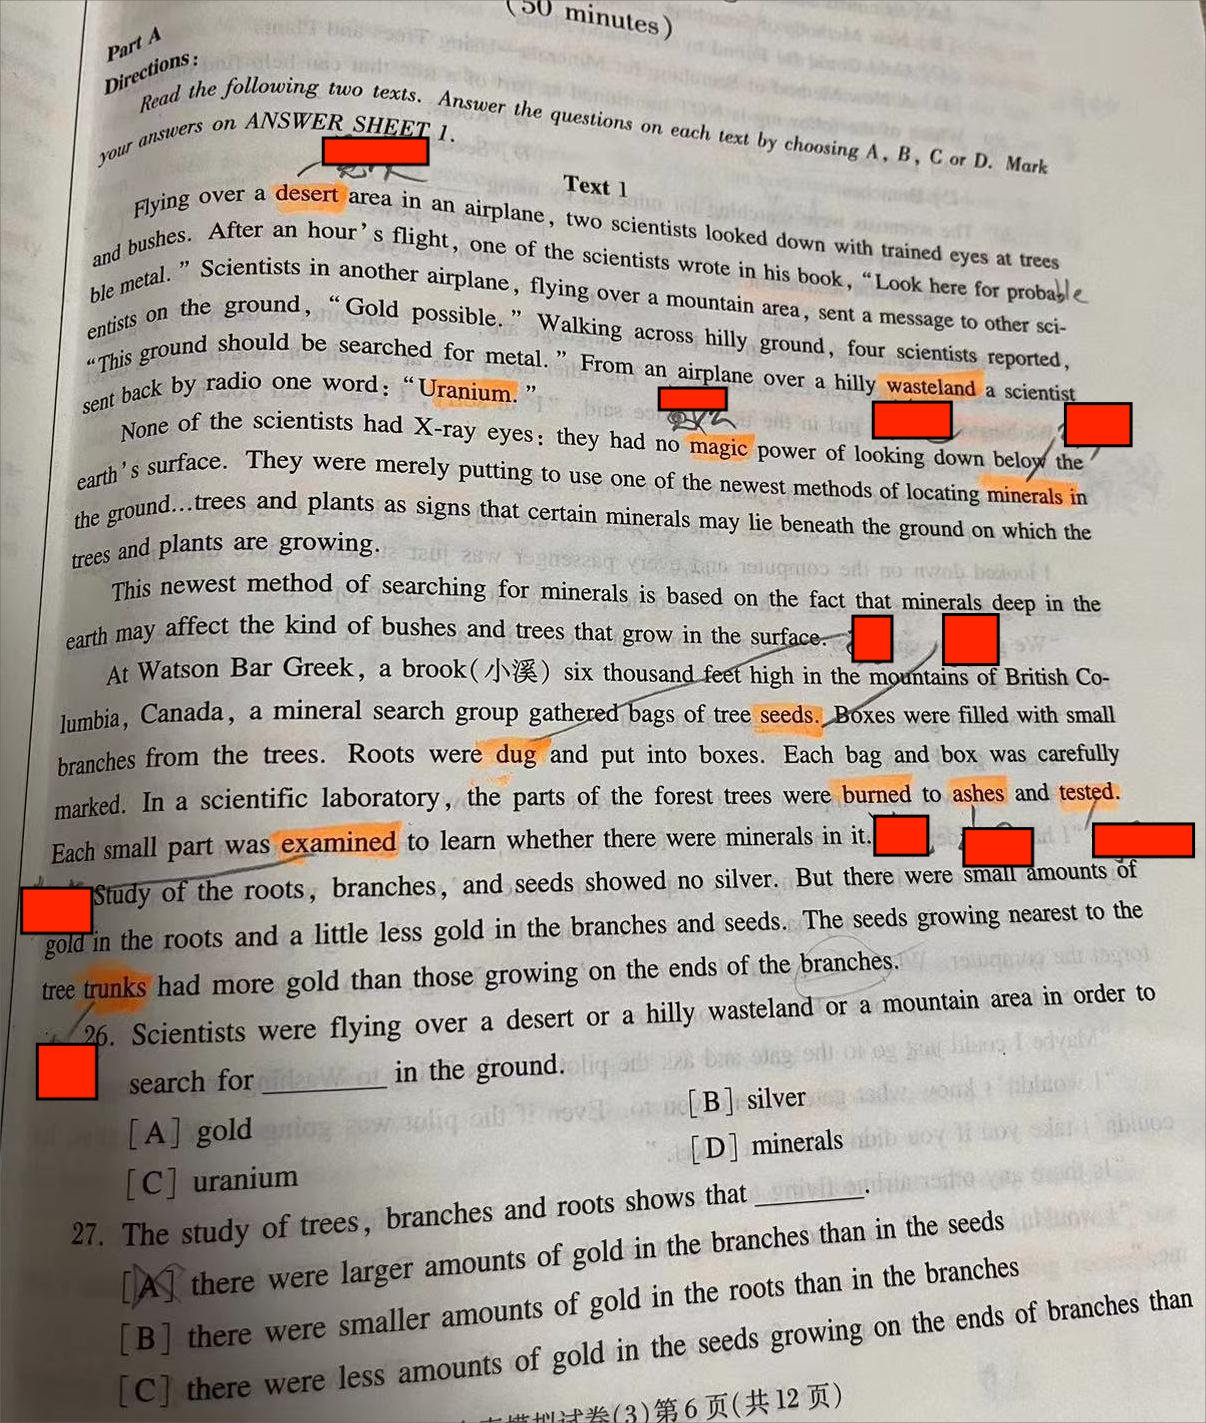 (50 minutes)
Part A
Directions:
Read the following two texts. Answer the questions on each text by choosing A, B, C or D. Mark
your answers on ANSWER SHEET 1.
Text 1
Flying over a desert area in an airplane, two scientists looked down with trained eyes at trees
and bushes. After an hour's flight, one of the scientists wrote in his book, “Look here for probable
ble metal.” Scientists in another airplane, flying over a mountain area, sent a message to other sci-
entists on the ground, “Gold possible.” Walking across hilly ground, four scientists reported,
“This ground should be searched for metal.” From an airplane over a hilly wasteland a scientist
sent back by radio one word: “Uranium.”
None of the scientists had X-ray eyes: they had no magic power of looking down below the
earth's surface. They were merely putting to use one of the newest methods of locating minerals in
the ground…trees and plants as signs that certain minerals may lie beneath the ground on which the
trees and plants are growing.
This newest method of searching for minerals is based on the fact that minerals deep in the
earth may affect the kind of bushes and trees that grow in the surface.
At Watson Bar Greek, a brook(小溪) six thousand feet high in the mountains of British Co-
lumbia, Canada, a mineral search group gathered bags of tree seeds. Boxes were filled with small
branches from the trees. Roots were dug and put into boxes. Each bag and box was carefully
marked. In a scientific laboratory, the parts of the forest trees were burned to ashes and tested.
Each small part was examined to learn whether there were minerals in it.
Study of the roots, branches, and seeds showed no silver. But there were small amounts of
gold in the roots and a little less gold in the branches and seeds. The seeds growing nearest to the
tree trunks had more gold than those growing on the ends of the branches.
26. Scientists were flying over a desert or a hilly wasteland or a mountain area in order to
search for ______ in the ground.
[A] gold
[B] silver
[C] uranium
[D] minerals
27. The study of trees, branches and roots shows that ______.
[A] there were larger amounts of gold in the branches than in the seeds
[B] there were smaller amounts of gold in the roots than in the branches
[C] there were less amounts of gold in the seeds growing on the ends of branches than
模拟试卷(3)第6页(共12页)